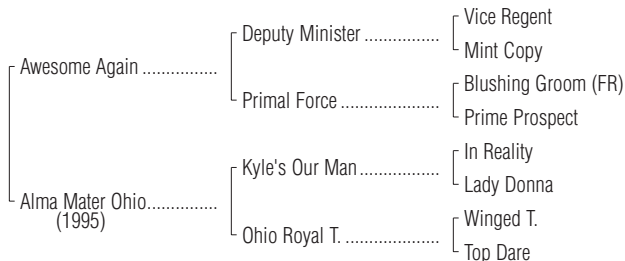 Vice Regent
Deputy Minister ................
Mint Copy
Awesome Again ................
Blushing Groom (FR)
Primal Force .....................
Prime Prospect
In Reality
Kyle's Our Man .................
Lady Donna
Alma Mater Ohio ...............
(1995)
Winged T.
Ohio Royal T. ....................
Top Dare